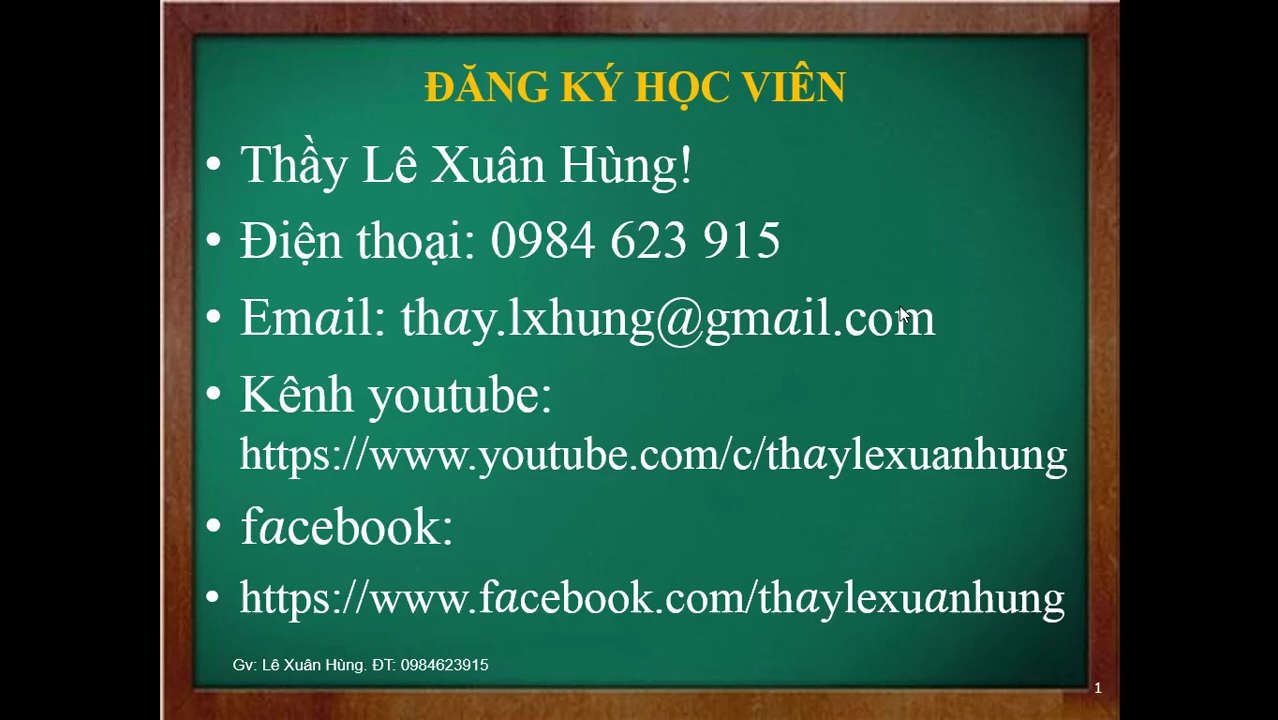 ĐĂNG KÝ HỌC VIÊN
• Thầy Lê Xuân Hùng!
• Điện thoại: 0984 623 915
• Email: thay.lxhung@gmail.com
• Kênh youtube:
https://www.youtube.com/c/thaylexuanhung
• facebook:
• https://www.facebook.com/thaylexuanhung
Gv: Lê Xuân Hùng. ĐT: 0984623915
1